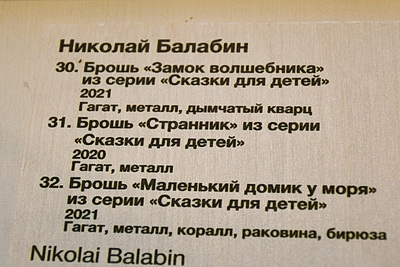 Николай Балабин
30. Брошь «Замок волшебника»
из серии «Сказки для детей»
2021
Гагат, металл, дымчатый кварц
31. Брошь «Странник» из серии
«Сказки для детей»
2020
Гагат, металл
32. Брошь «Маленький домик у моря»
из серии «Сказки для детей»
2021
Гагат, металл, коралл, раковина, бирюза
Nikolai Balabin